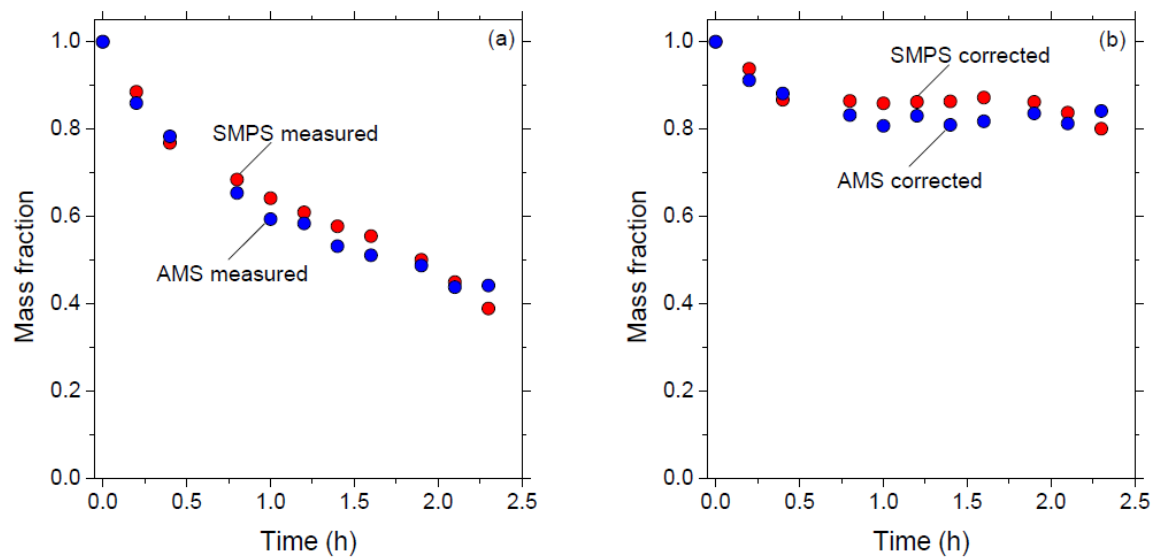 (a)
1.0
0.8
0.6
0.4
0.2
0.0
Mass fraction
SMPS measured
AMS measured
0.0 0.5 1.0 1.5 2.0 2.5
Time (h)
(b)
1.0
0.8
0.6
0.4
0.2
0.0
Mass fraction
SMPS corrected
AMS corrected
0.0 0.5 1.0 1.5 2.0 2.5
Time (h)